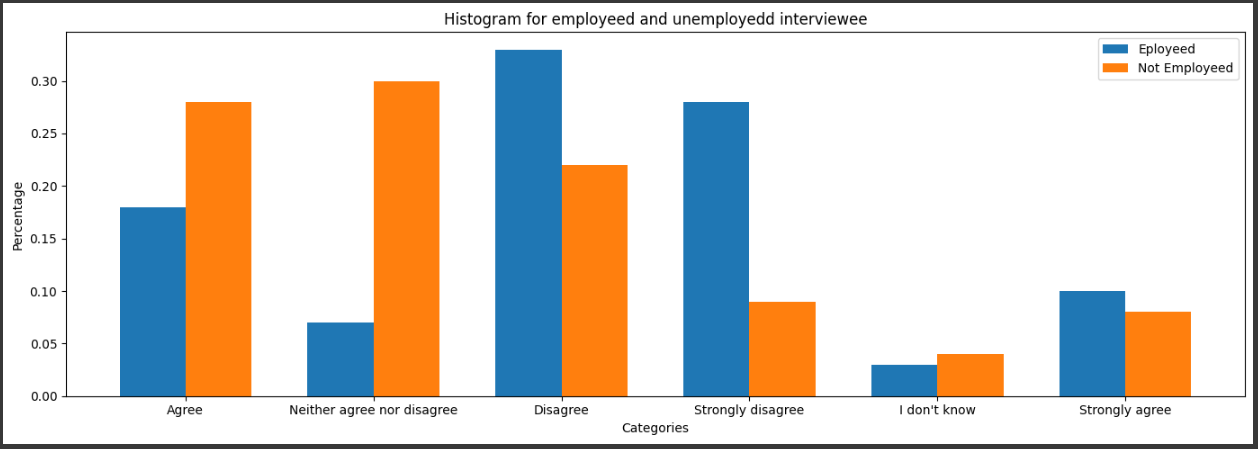 Histogram for employeed and unemployedd interviewee
Eployeed
Not Employeed
Percentage
0.30
0.25
0.20
0.15
0.10
0.05
0.00
Agree
Neither agree nor disagree
Disagree
Strongly disagree
I don't know
Strongly agree
Categories